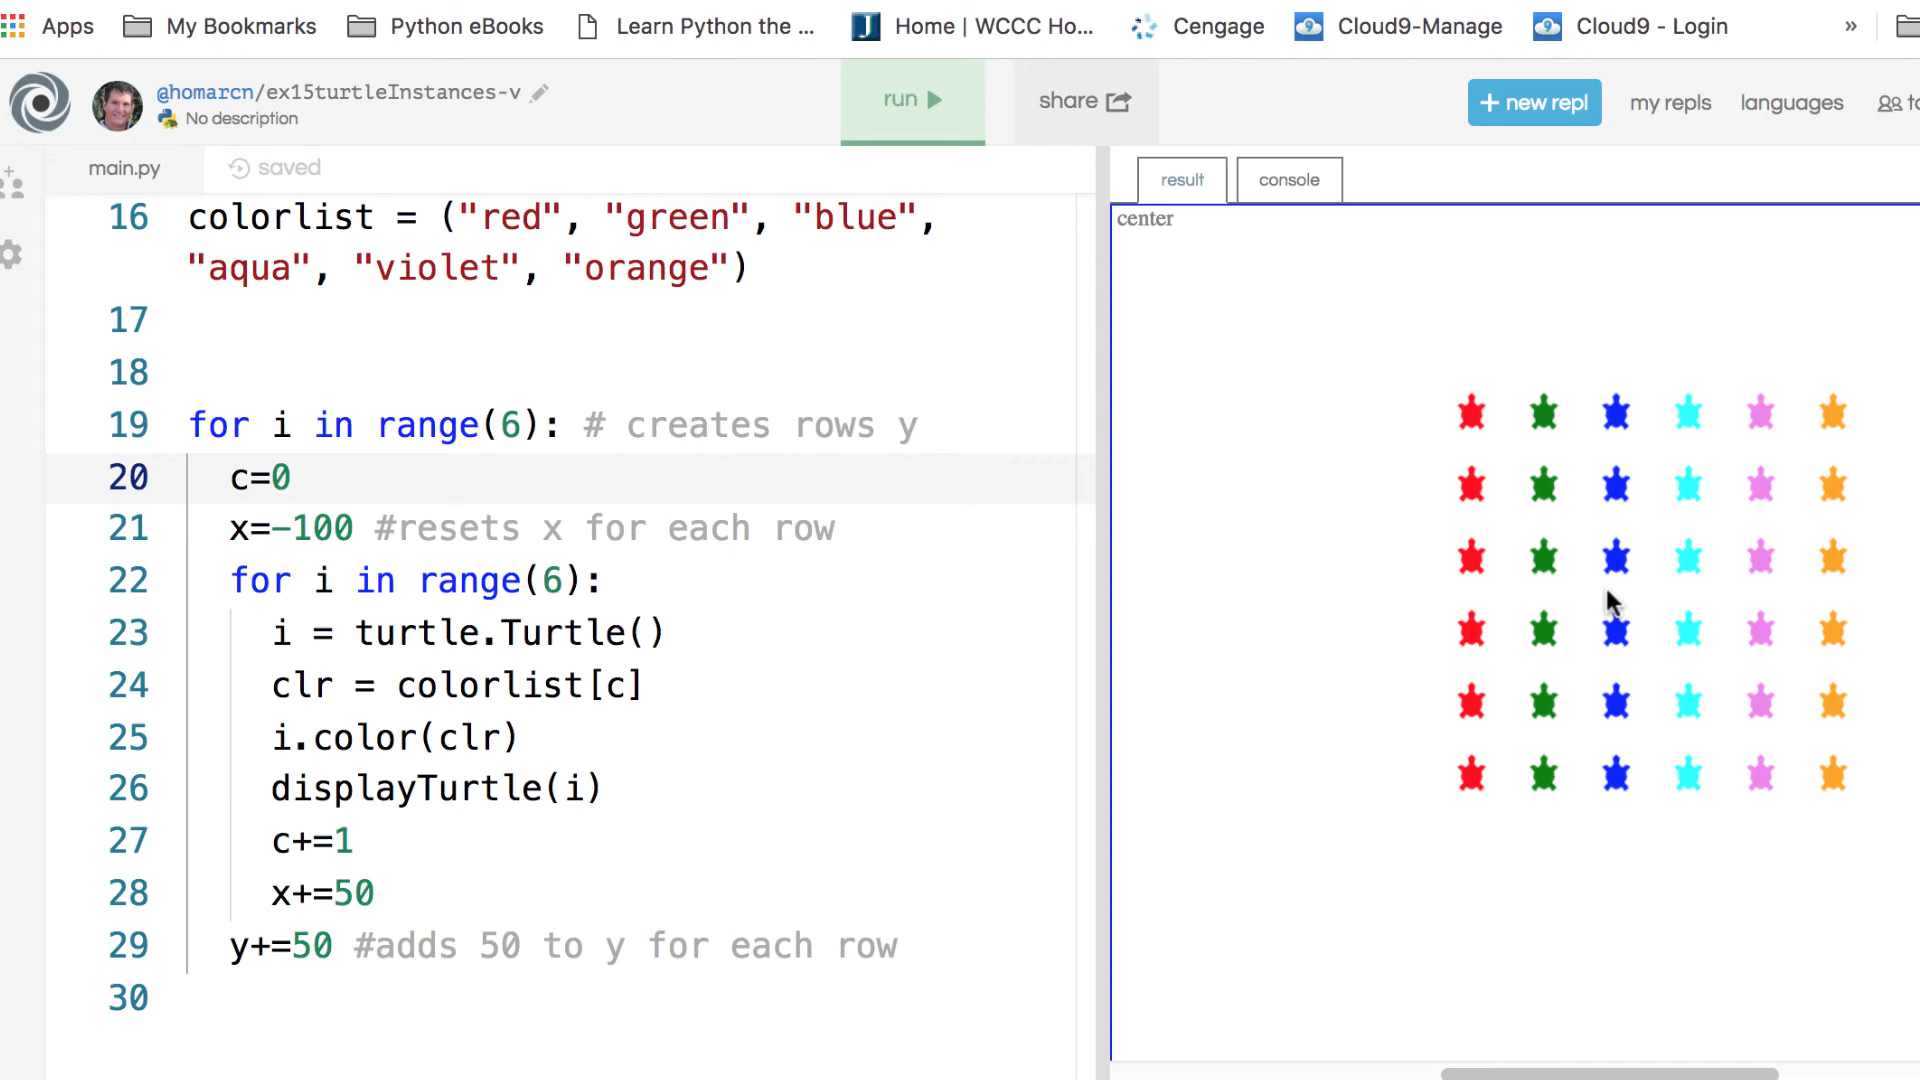 Apps My Bookmarks Python eBooks Learn Python the ... Home | WCCC Ho... Cengage Cloud9-Manage Cloud9 - Login »
@homarcn/ex15turtleInstances-v
No description
run
share
+ new repl my repls languages
main.py saved
result console
center
16 colorlist = ("red", "green", "blue",
"aqua", "violet", "orange")
17
18
19 for i in range(6): # creates rows y
20 c=0
21 x=-100 #resets x for each row
22 for i in range(6):
23 i = turtle.Turtle()
24 clr = colorlist[c]
25 i.color(clr)
26 displayTurtle(i)
27 c+=1
28 x+=50
29 y+=50 #adds 50 to y for each row
30